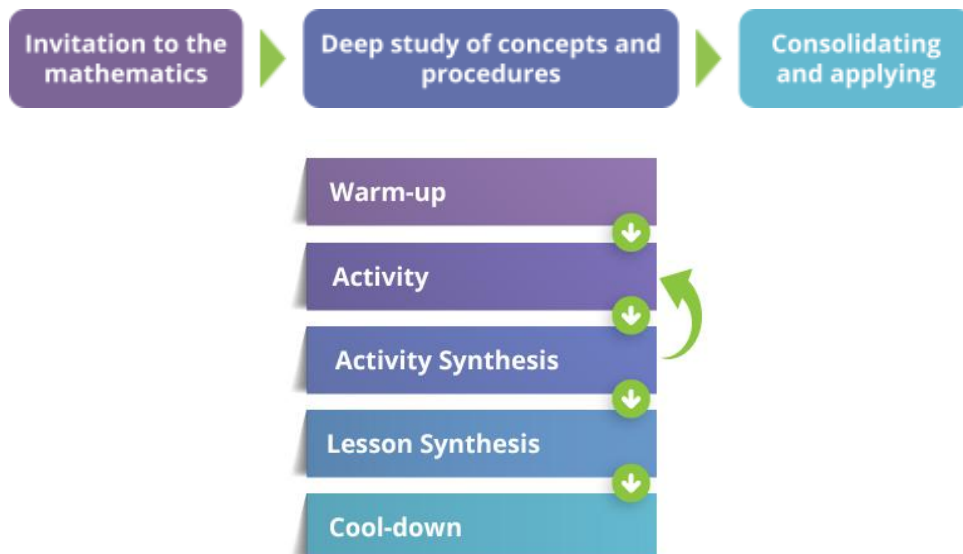 Invitation to the
mathematics
Deep study of concepts and
procedures
Consolidating
and applying
Warm-up
Activity
Activity Synthesis
Lesson Synthesis
Cool-down